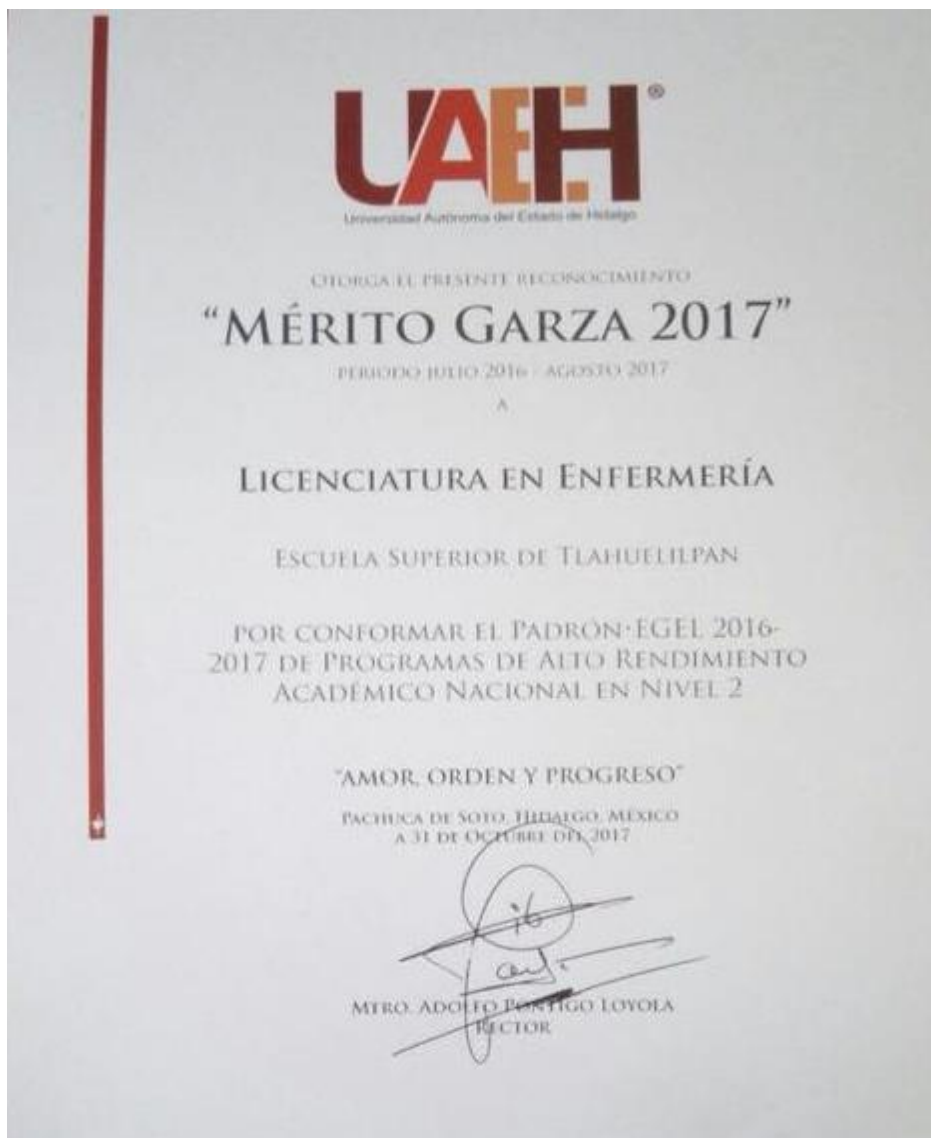 UAEH®
Universidad Autónoma del Estado de Hidalgo
OTORGA EL PRESENTE RECONOCIMIENTO
“MÉRITO GARZA 2017”
PERIODO JULIO 2016 - AGOSTO 2017
A
LICENCIATURA EN ENFERMERÍA
ESCUELA SUPERIOR DE TLAHUELILPAN
POR CONFORMAR EL PADRÓN·EGEL 2016-
2017 DE PROGRAMAS DE ALTO RENDIMIENTO
ACADÉMICO NACIONAL EN NIVEL 2
"AMOR, ORDEN Y PROGRESO"
PACHUCA DE SOTO, HIDALGO, MÉXICO
A 31 DE OCTUBRE DEL 2017
MTRO. ADOLFO PONTIGO LOYOLA
RECTOR